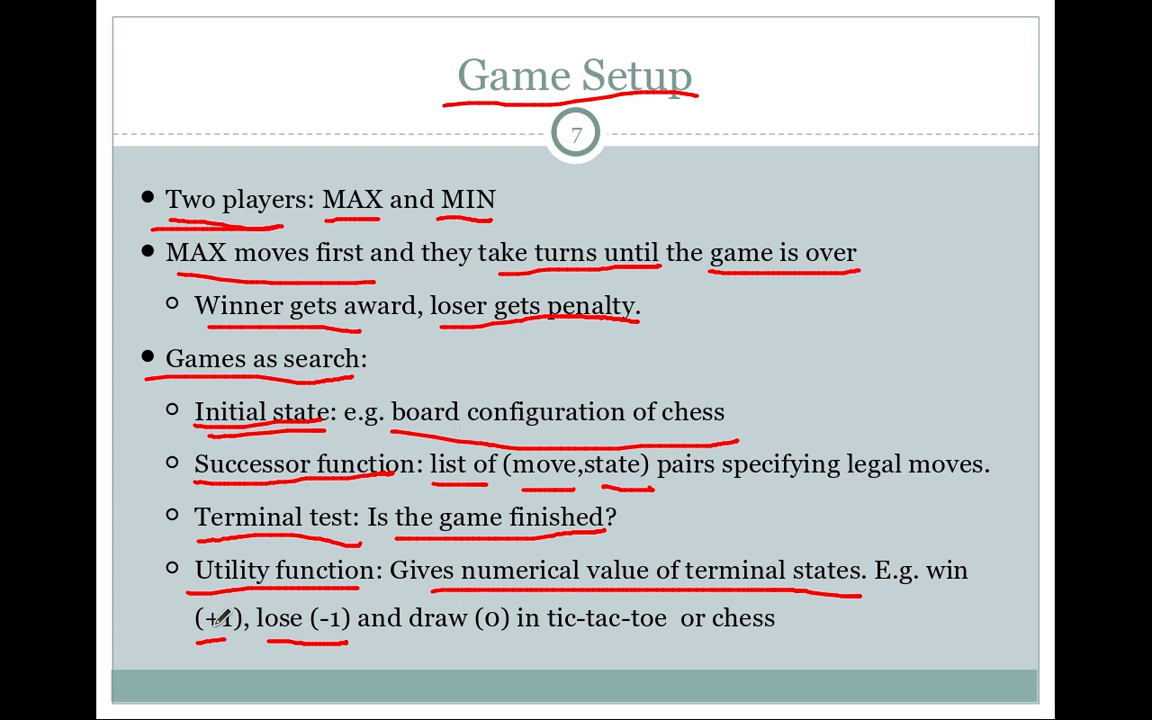 Game Setup
7
● Two players: MAX and MIN
● MAX moves first and they take turns until the game is over
○ Winner gets award, loser gets penalty.
● Games as search:
○ Initial state: e.g. board configuration of chess
○ Successor function: list of (move,state) pairs specifying legal moves.
○ Terminal test: Is the game finished?
○ Utility function: Gives numerical value of terminal states. E.g. win
(+1), lose (-1) and draw (0) in tic-tac-toe or chess